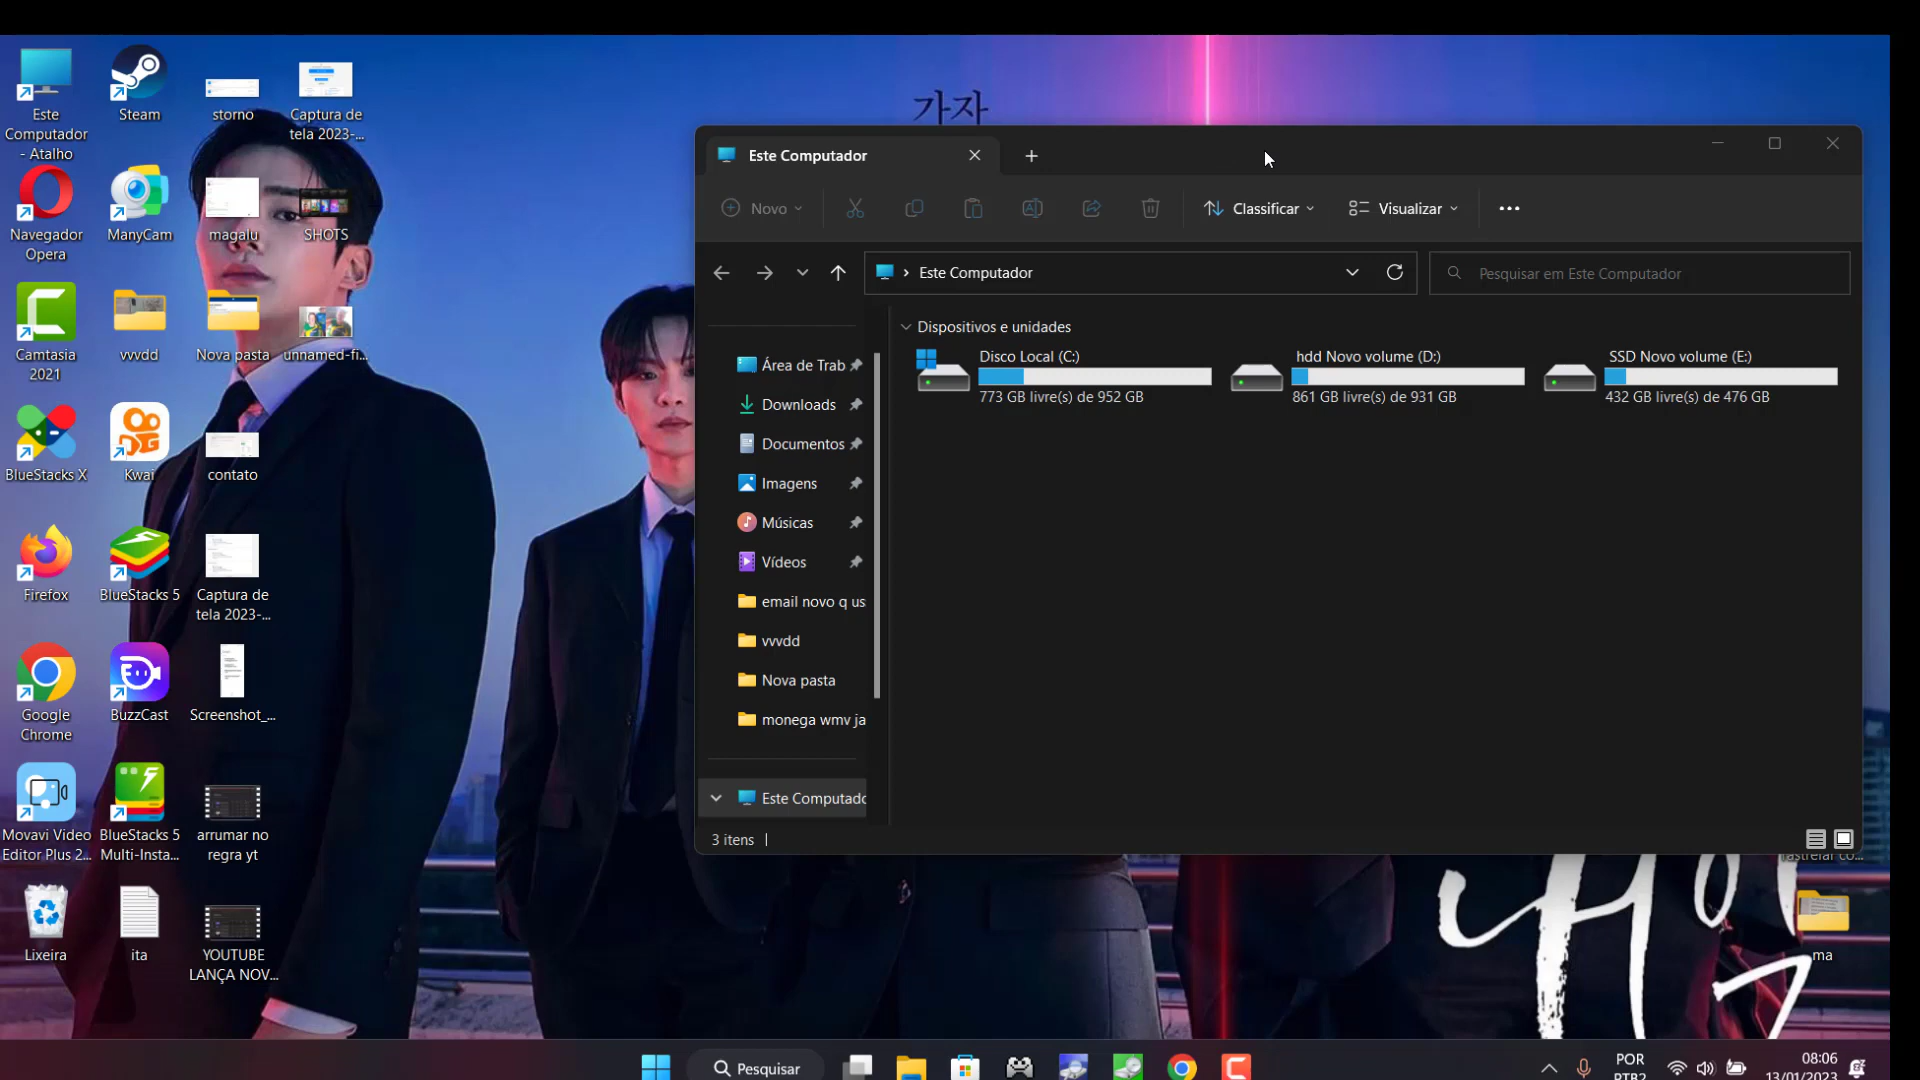 가자
Este
Computador
- Atalho
Steam
storno
Captura de
tela 2023-...
Navegador
Opera
ManyCam
magalu
SHOTS
Camtasia
2021
vvvdd
Nova pasta
unnamed-fi...
BlueStacks X
Kwai
contato
Firefox
BlueStacks 5
Captura de
tela 2023-...
Google
Chrome
BuzzCast
Screenshot_...
Movavi Video
Editor Plus 2...
BlueStacks 5
Multi-Insta...
arrumar no
regra yt
Lixeira
ita
YOUTUBE
LANÇA NOV...
Este Computador
Novo
Classificar
Visualizar
Este Computador
Pesquisar em Este Computador
Área de Trab
Downloads
Documentos
Imagens
Músicas
Vídeos
email novo q us
vvvdd
Nova pasta
monega wmv ja
Este Computado
Dispositivos e unidades
Disco Local (C:)
773 GB livre(s) de 952 GB
hdd Novo volume (D:)
861 GB livre(s) de 931 GB
SSD Novo volume (E:)
432 GB livre(s) de 476 GB
3 itens
rastreiar co...
ma
Pesquisar
POR
PTB2
08:06
13/01/2023